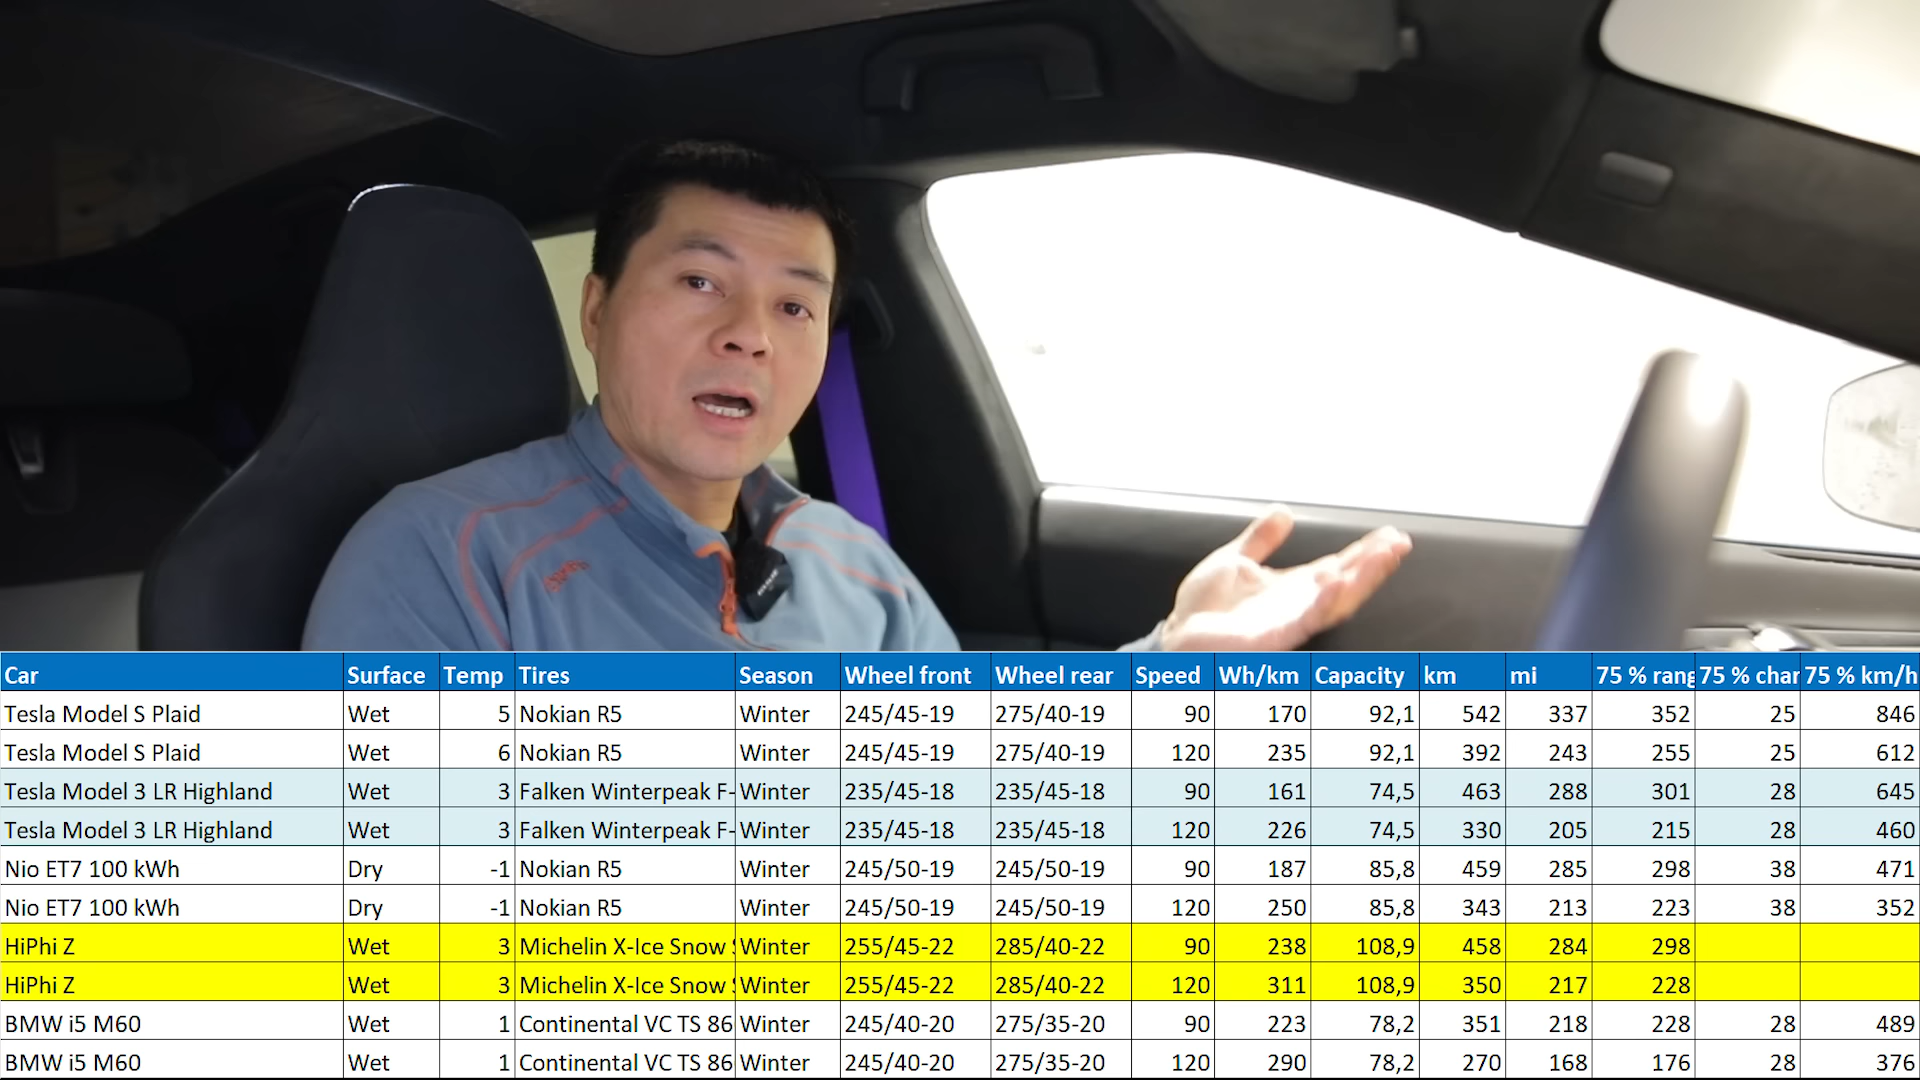 Car Surface Temp Tires Season Wheel front Wheel rear Speed Wh/km Capacity km mi 75 % rang 75 % char 75 % km/h
Tesla Model S Plaid Wet 5 Nokian R5 Winter 245/45-19 275/40-19 90 170 92,1 542 337 352 25 846
Tesla Model S Plaid Wet 6 Nokian R5 Winter 245/45-19 275/40-19 120 235 92,1 392 243 255 25 612
Tesla Model 3 LR Highland Wet 3 Falken Winterpeak F- Winter 235/45-18 235/45-18 90 161 74,5 463 288 301 28 645
Tesla Model 3 LR Highland Wet 3 Falken Winterpeak F- Winter 235/45-18 235/45-18 120 226 74,5 330 205 215 28 460
Nio ET7 100 kWh Dry -1 Nokian R5 Winter 245/50-19 245/50-19 90 187 85,8 459 285 298 38 471
Nio ET7 100 kWh Dry -1 Nokian R5 Winter 245/50-19 245/50-19 120 250 85,8 343 213 223 38 352
HiPhi Z Wet 3 Michelin X-Ice Snow Winter 255/45-22 285/40-22 90 238 108,9 458 284 298
HiPhi Z Wet 3 Michelin X-Ice Snow Winter 255/45-22 285/40-22 120 311 108,9 350 217 228
BMW i5 M60 Wet 1 Continental VC TS 86 Winter 245/40-20 275/35-20 90 223 78,2 351 218 228 28 489
BMW i5 M60 Wet 1 Continental VC TS 86 Winter 245/40-20 275/35-20 120 290 78,2 270 168 176 28 376